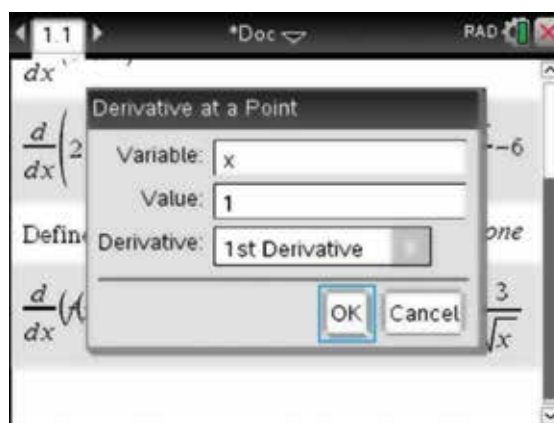 1.1 *Doc RAD
d/dx
Derivative at a Point
d/dx(2 -6
Variable: x
Value: 1
Define one
Derivative: 1st Derivative
d/dx(f 3/√x
OK Cancel